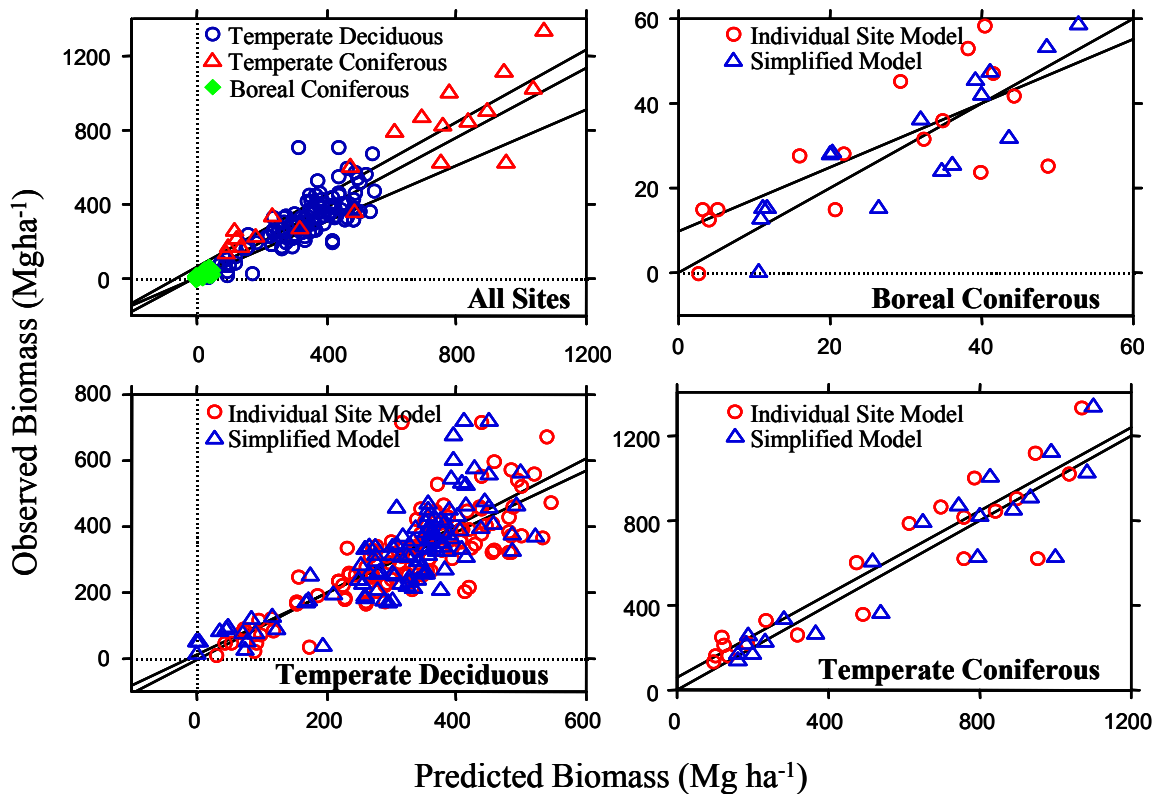 Observed Biomass (Mgha-1)
1200
800
400
0
Temperate Deciduous
Temperate Coniferous
Boreal Coniferous
All Sites
0
400
800
1200
60
40
20
0
Individual Site Model
Simplified Model
Boreal Coniferous
0
20
40
60
800
600
400
200
0
Individual Site Model
Simplified Model
Temperate Deciduous
0
200
400
600
1200
800
400
0
Individual Site Model
Simplified Model
Temperate Coniferous
0
400
800
1200
Predicted Biomass (Mg ha-1)